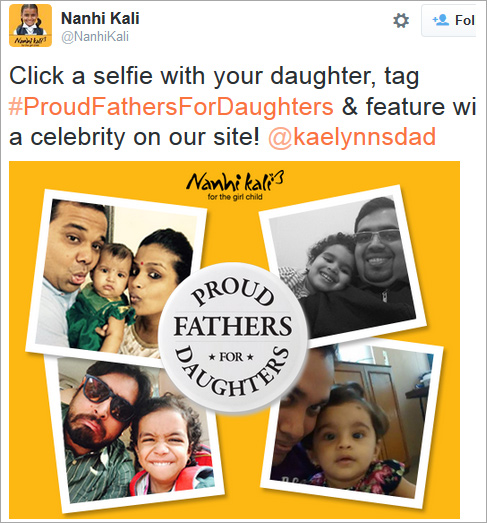 Nanhi Kali
@NanhiKali
Fol
Click a selfie with your daughter, tag
#ProudFathersForDaughters & feature wi
a celebrity on our site! @kaelynnsdad
Nanhi kali
for the girl child
PROUD
FATHERS
FOR
DAUGHTERS